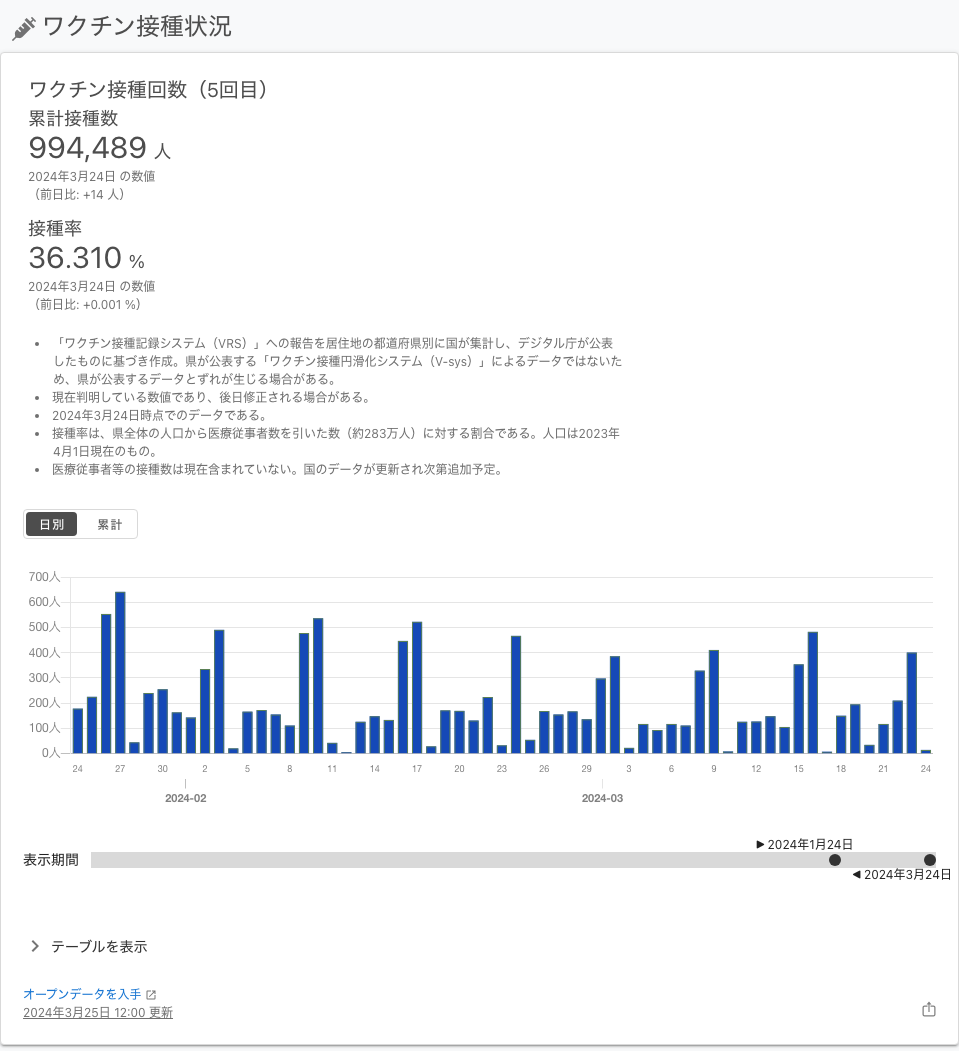 ワクチン接種状況
ワクチン接種回数（5回目）
累計接種数
994,489 人
2024年3月24日 の数値
（前日比: +14 人）
接種率
36.310 %
2024年3月24日 の数値
（前日比: +0.001 %）
• 「ワクチン接種記録システム（VRS）」への報告を居住地の都道府県別に国が集計し、デジタル庁が公表
したものに基づき作成。県が公表する「ワクチン接種円滑化システム（V-sys）」によるデータではないた
め、県が公表するデータとずれが生じる場合がある。
• 現在判明している数値であり、後日修正される場合がある。
• 2024年3月24日時点でのデータである。
• 接種率は、県全体の人口から医療従事者数を引いた数（約283万人）に対する割合である。人口は2023年
4月1日現在のもの。
• 医療従事者等の接種数は現在含まれていない。国のデータが更新され次第追加予定。
日別 累計
700人
600人
500人
400人
300人
200人
100人
0人
24 27 30 2 5 8 11 14 17 20 23 26 29 3 6 9 12 15 18 21 24
2024-02 2024-03
▶ 2024年1月24日
表示期間
◀ 2024年3月24日
テーブルを表示
オープンデータを入手
2024年3月25日 12:00 更新